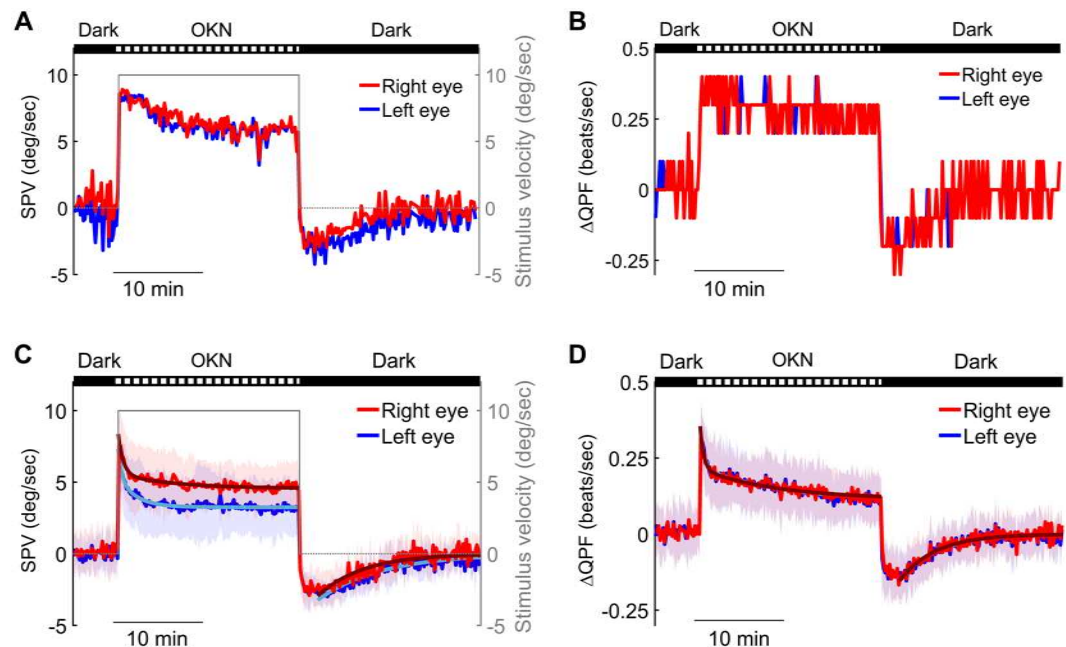 A
Dark
OKN
Dark
SPV (deg/sec)
10
5
0
-5
Right eye
Left eye
10 min
10
5
0
-5
Stimulus velocity (deg/sec)
B
Dark
OKN
Dark
ΔQPF (beats/sec)
0.5
0.25
0
-0.25
Right eye
Left eye
10 min
C
Dark
OKN
Dark
SPV (deg/sec)
10
5
0
-5
Right eye
Left eye
10 min
10
5
0
-5
Stimulus velocity (deg/sec)
D
Dark
OKN
Dark
ΔQPF (beats/sec)
0.5
0.25
0
-0.25
Right eye
Left eye
10 min